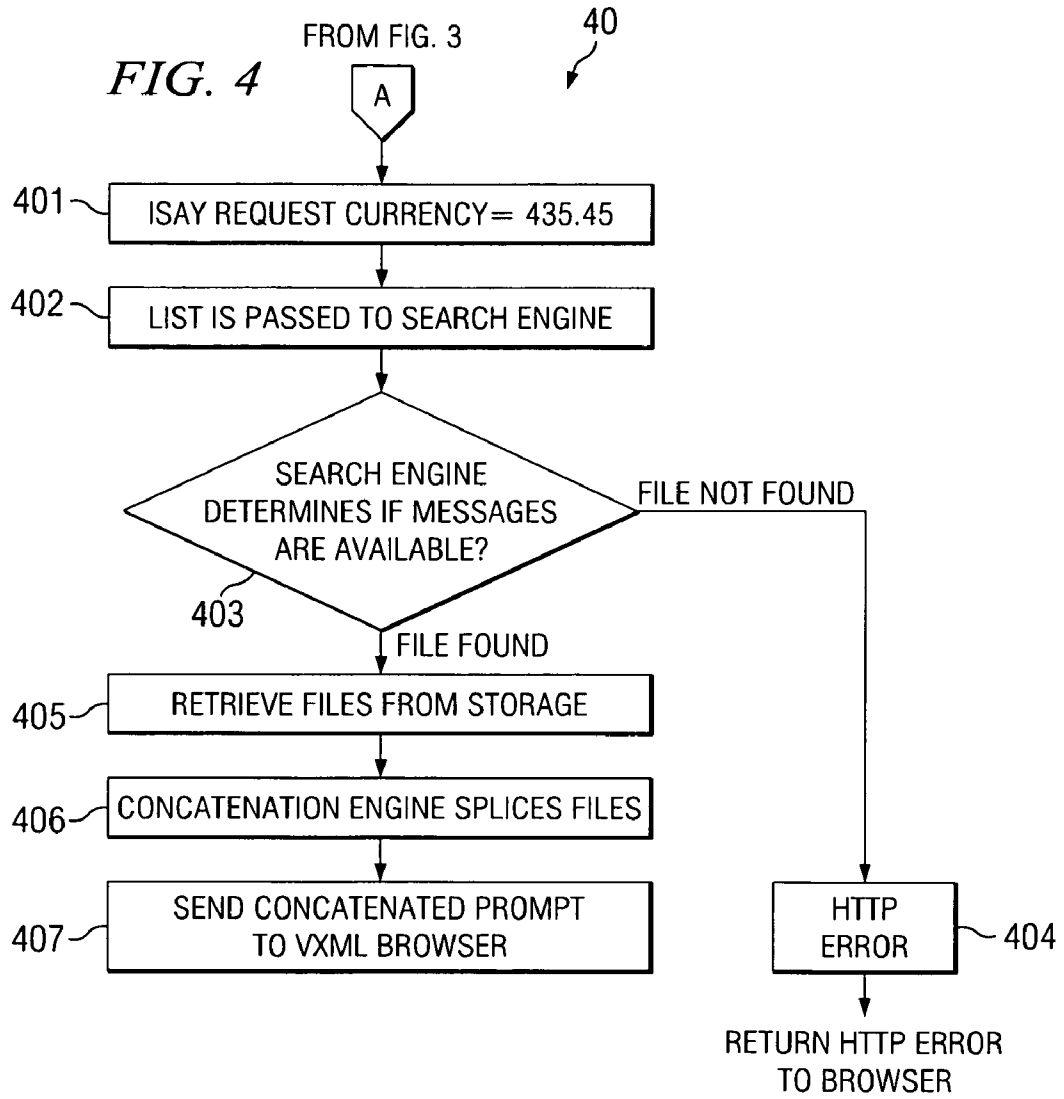 FROM FIG. 3
40
FIG. 4
A
401
ISAY REQUEST CURRENCY= 435.45
402
LIST IS PASSED TO SEARCH ENGINE
SEARCH ENGINE
DETERMINES IF MESSAGES
ARE AVAILABLE?
403
FILE NOT FOUND
FILE FOUND
405
RETRIEVE FILES FROM STORAGE
406
CONCATENATION ENGINE SPLICES FILES
407
SEND CONCATENATED PROMPT
TO VXML BROWSER
HTTP
ERROR
404
RETURN HTTP ERROR
TO BROWSER